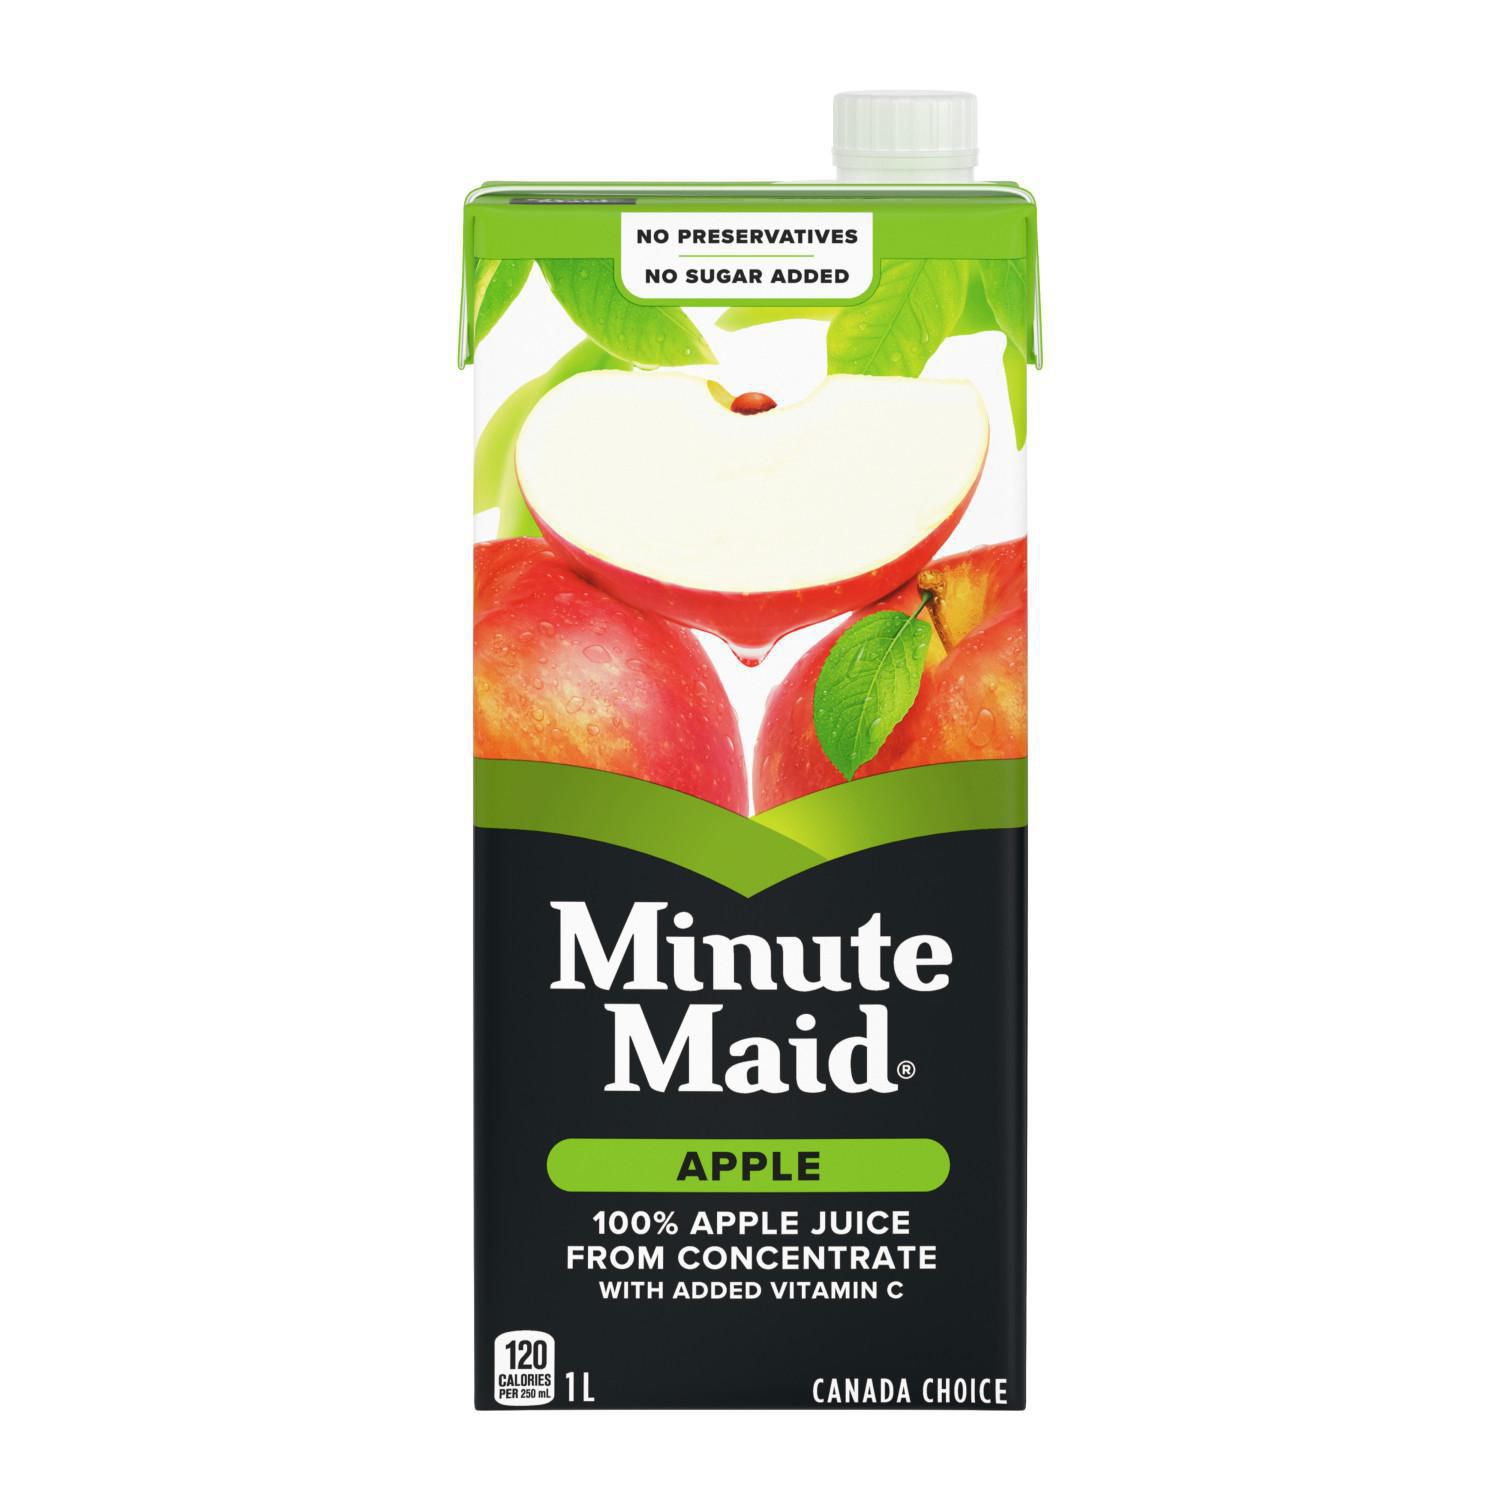 NO PRESERVATIVES
NO SUGAR ADDED
Minute
Maid®
APPLE
100% APPLE JUICE
FROM CONCENTRATE
WITH ADDED VITAMIN C
120
CALORIES
PER 250 mL
1 L
CANADA CHOICE